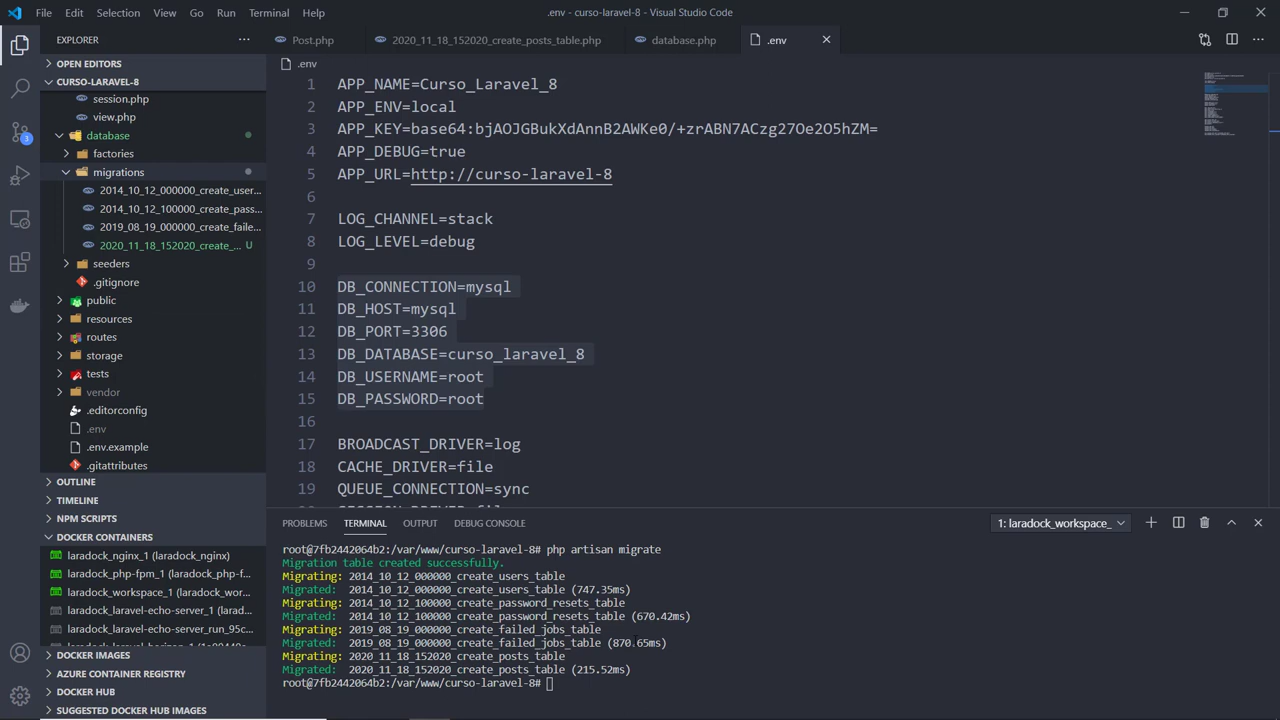 File Edit Selection View Go Run Terminal Help
.env - curso-laravel-8 - Visual Studio Code
EXPLORER
OPEN EDITORS
CURSO-LARAVEL-8
session.php
view.php
database
factories
migrations
2014_10_12_000000_create_user...
2014_10_12_100000_create_pass...
2019_08_19_000000_create_faile...
2020_11_18_152020_create_... U
seeders
.gitignore
public
resources
routes
storage
tests
vendor
.editorconfig
.env
.env.example
.gitattributes
OUTLINE
TIMELINE
NPM SCRIPTS
DOCKER CONTAINERS
laradock_nginx_1 (laradock_nginx)
laradock_php-fpm_1 (laradock_php-f...
laradock_workspace_1 (laradock_wor...
laradock_laravel-echo-server_1 (larad...
laradock_laravel-echo-server_run_95c...
DOCKER IMAGES
AZURE CONTAINER REGISTRY
DOCKER HUB
SUGGESTED DOCKER HUB IMAGES
3
Post.php 2020_11_18_152020_create_posts_table.php database.php .env
.env
1 APP_NAME=Curso_Laravel_8
2 APP_ENV=local
3 APP_KEY=base64:bjAOJGBukXdAnnB2AWKe0/+zrABN7ACzg27Oe2O5hZM=
4 APP_DEBUG=true
5 APP_URL=http://curso-laravel-8
6
7 LOG_CHANNEL=stack
8 LOG_LEVEL=debug
9
10 DB_CONNECTION=mysql
11 DB_HOST=mysql
12 DB_PORT=3306
13 DB_DATABASE=curso_laravel_8
14 DB_USERNAME=root
15 DB_PASSWORD=root
16
17 BROADCAST_DRIVER=log
18 CACHE_DRIVER=file
19 QUEUE_CONNECTION=sync
PROBLEMS TERMINAL OUTPUT DEBUG CONSOLE
1: laradock_workspace_
root@7fb2442064b2:/var/www/curso-laravel-8# php artisan migrate
Migration table created successfully.
Migrating: 2014_10_12_000000_create_users_table
Migrated: 2014_10_12_000000_create_users_table (747.35ms)
Migrating: 2014_10_12_100000_create_password_resets_table
Migrated: 2014_10_12_100000_create_password_resets_table (670.42ms)
Migrating: 2019_08_19_000000_create_failed_jobs_table
Migrated: 2019_08_19_000000_create_failed_jobs_table (870.65ms)
Migrating: 2020_11_18_152020_create_posts_table
Migrated: 2020_11_18_152020_create_posts_table (215.52ms)
root@7fb2442064b2:/var/www/curso-laravel-8#